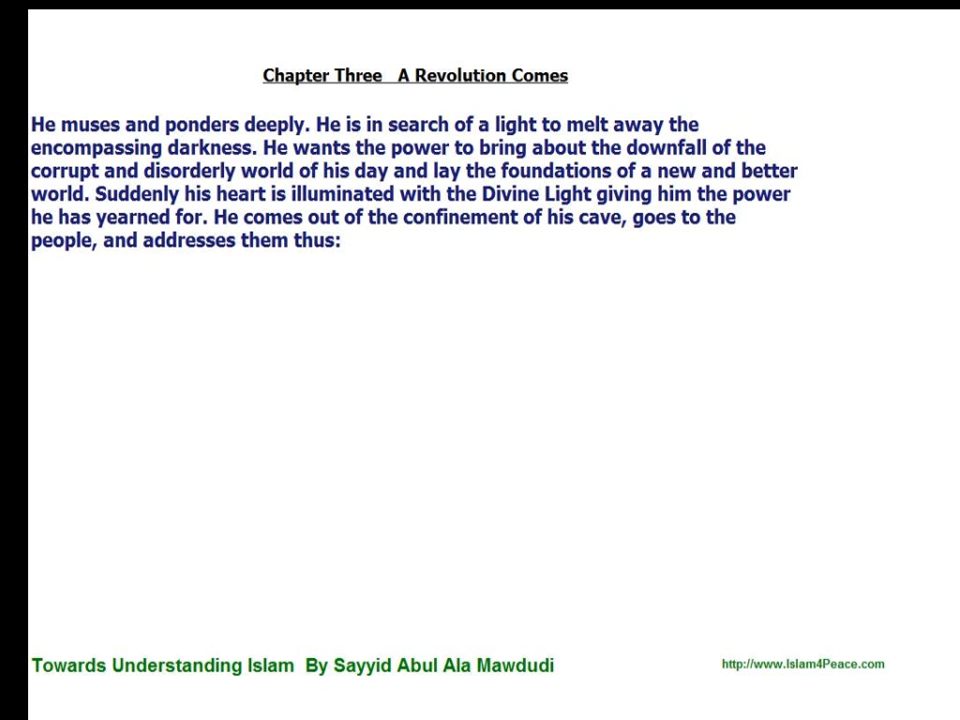 Chapter Three A Revolution Comes
He muses and ponders deeply. He is in search of a light to melt away the
encompassing darkness. He wants the power to bring about the downfall of the
corrupt and disorderly world of his day and lay the foundations of a new and better
world. Suddenly his heart is illuminated with the Divine Light giving him the power
he has yearned for. He comes out of the confinement of his cave, goes to the
people, and addresses them thus:
Towards Understanding Islam By Sayyid Abul Ala Mawdudi
http://www.Islam4Peace.com